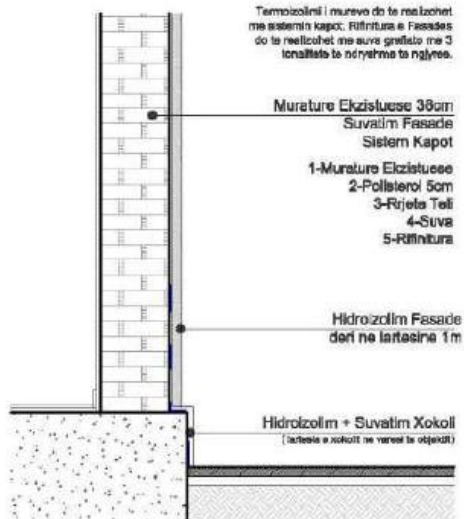 Termoizolimi i mureve do te realizohet
me sistemin kapot. Rifinitura e Fasades
do te realizohet me suva grafiato me 3
tonalitete te ndryshme te ngjyres.
Murature Ekzistuese 38cm
Suvatim Fasade
Sistem Kapot
1-Murature Ekzistuese
2-Polisterol 5cm
3-Rrjete Teli
4-Suva
5-Rifinitura
Hidroizolim Fasade
deri ne lartesine 1m
Hidroizolim + Suvatim Xokoli
(lartesia e xokolit ne varesi te objektit)